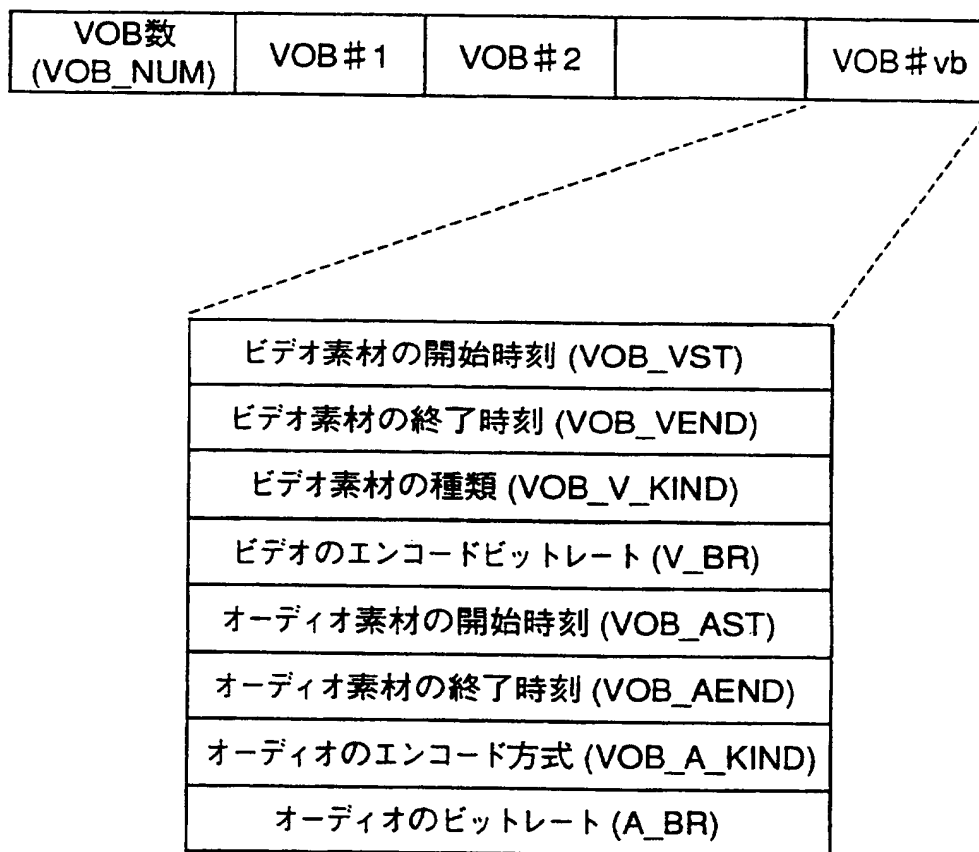 VOB数
(VOB_NUM)
VOB#1
VOB#2
VOB#vb
ビデオ素材の開始時刻 (VOB_VST)
ビデオ素材の終了時刻 (VOB_VEND)
ビデオ素材の種類 (VOB_V_KIND)
ビデオのエンコードビットレート (V_BR)
オーディオ素材の開始時刻 (VOB_AST)
オーディオ素材の終了時刻 (VOB_AEND)
オーディオのエンコード方式 (VOB_A_KIND)
オーディオのビットレート (A_BR)